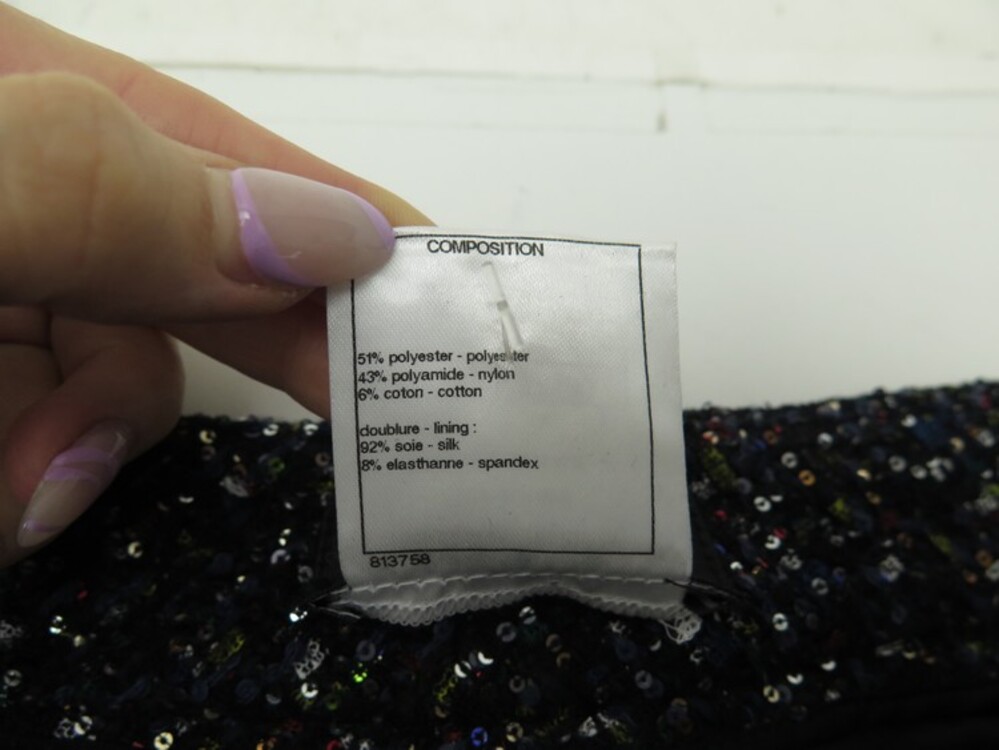 COMPOSITION
51% polyester - polyester
43% polyamide - nylon
6% coton - cotton
doublure - lining :
92% soie - silk
8% elasthanne - spandex
813758